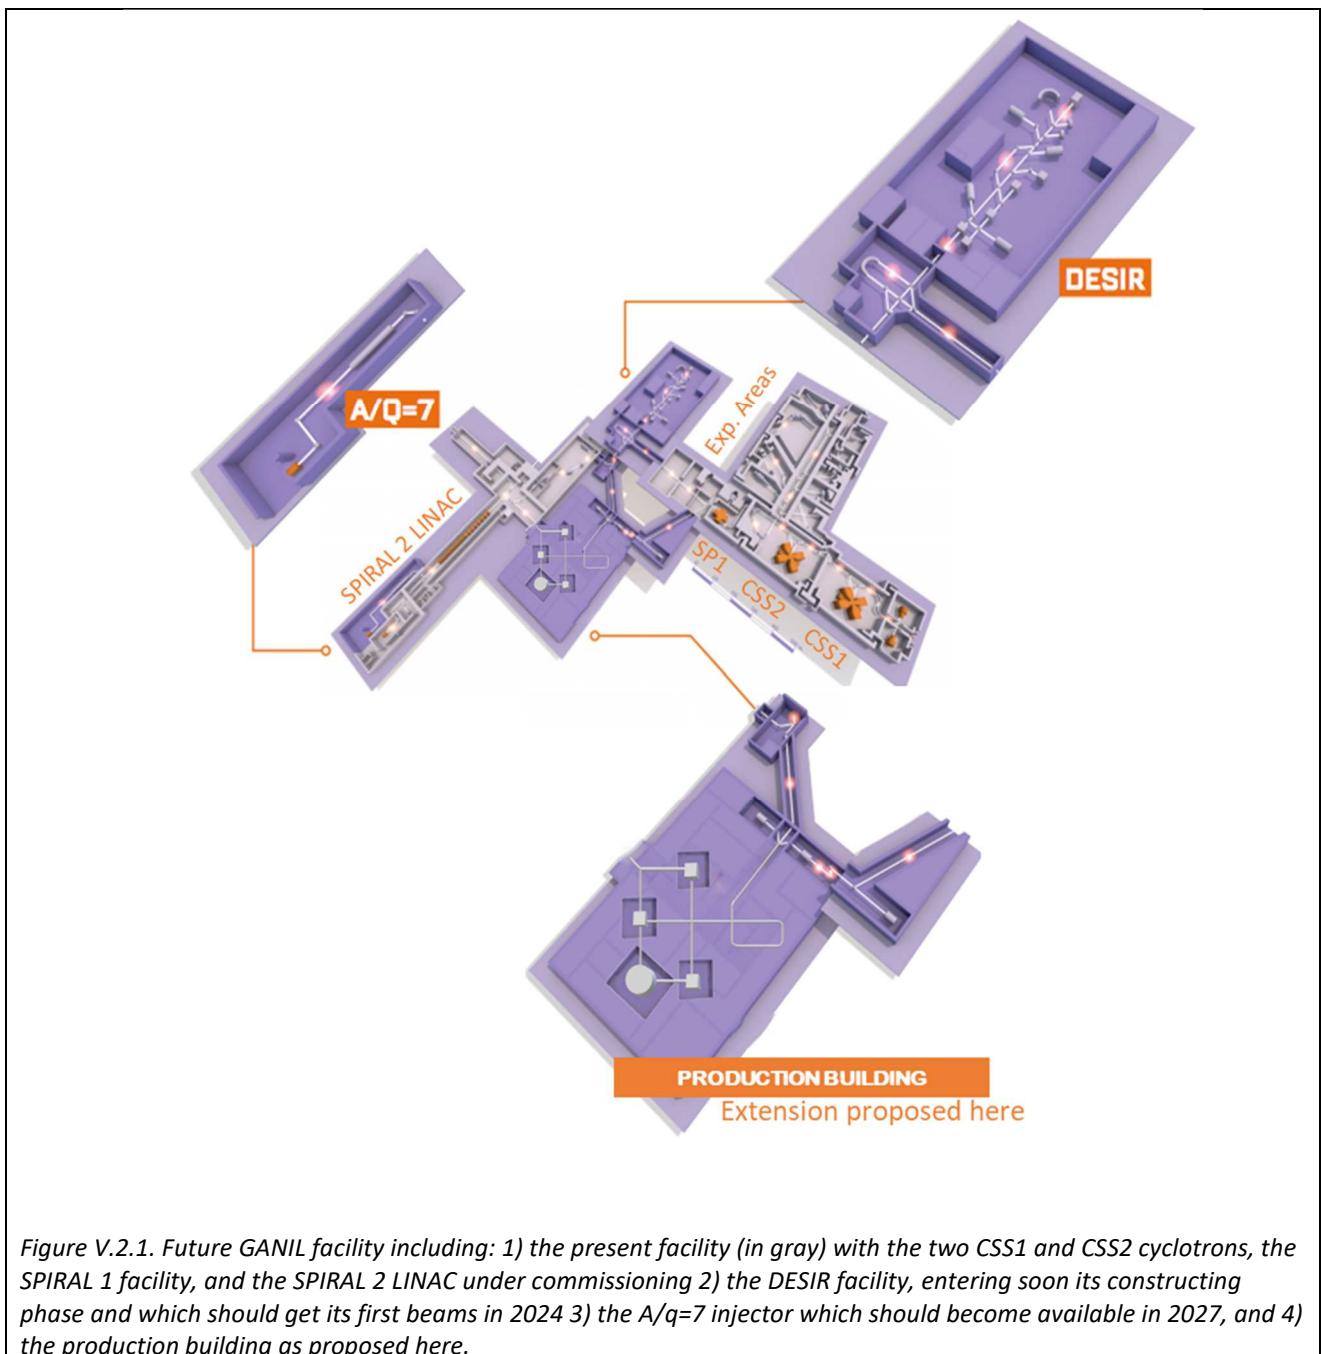 DESIR
A/Q=7
Exp. Areas
SPIRAL 2 LINAC
SP1
CSS2
CSS1
PRODUCTION BUILDING
Extension proposed here
Figure V.2.1. Future GANIL facility including: 1) the present facility (in gray) with the two CSS1 and CSS2 cyclotrons, the
SPIRAL 1 facility, and the SPIRAL 2 LINAC under commissioning 2) the DESIR facility, entering soon its constructing
phase and which should get its first beams in 2024 3) the A/q=7 injector which should become available in 2027, and 4)
the production building as proposed here.